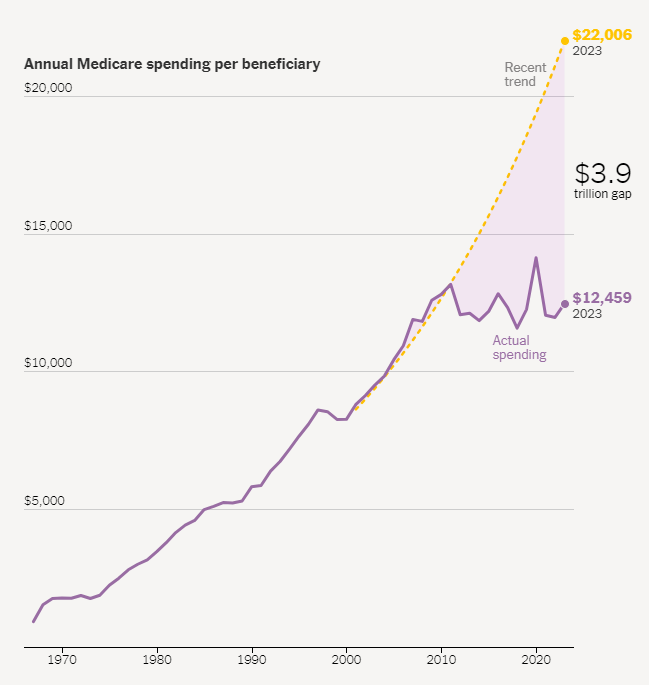 $22,006
2023
Annual Medicare spending per beneficiary
Recent
trend
$20,000
$3.9
trillion gap
$15,000
$12,459
2023
Actual
spending
$10,000
$5,000
1970 1980 1990 2000 2010 2020